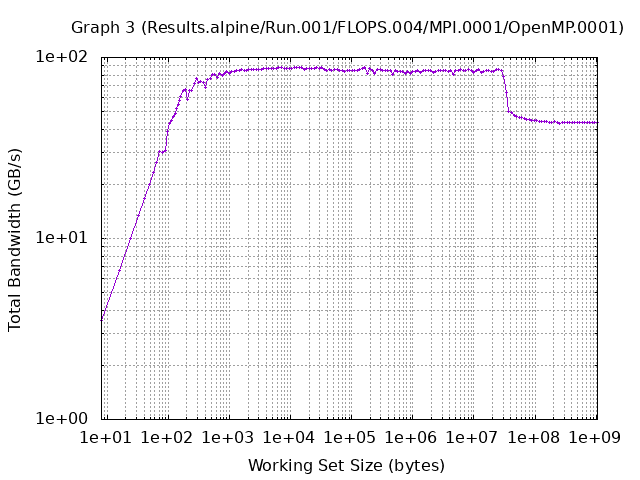 Graph 3 (Results.alpine/Run.001/FLOPS.004/MPI.0001/OpenMP.0001)
1e+02
1e+01
1e+00
Total Bandwidth (GB/s)
1e+01 1e+02 1e+03 1e+04 1e+05 1e+06 1e+07 1e+08 1e+09
Working Set Size (bytes)